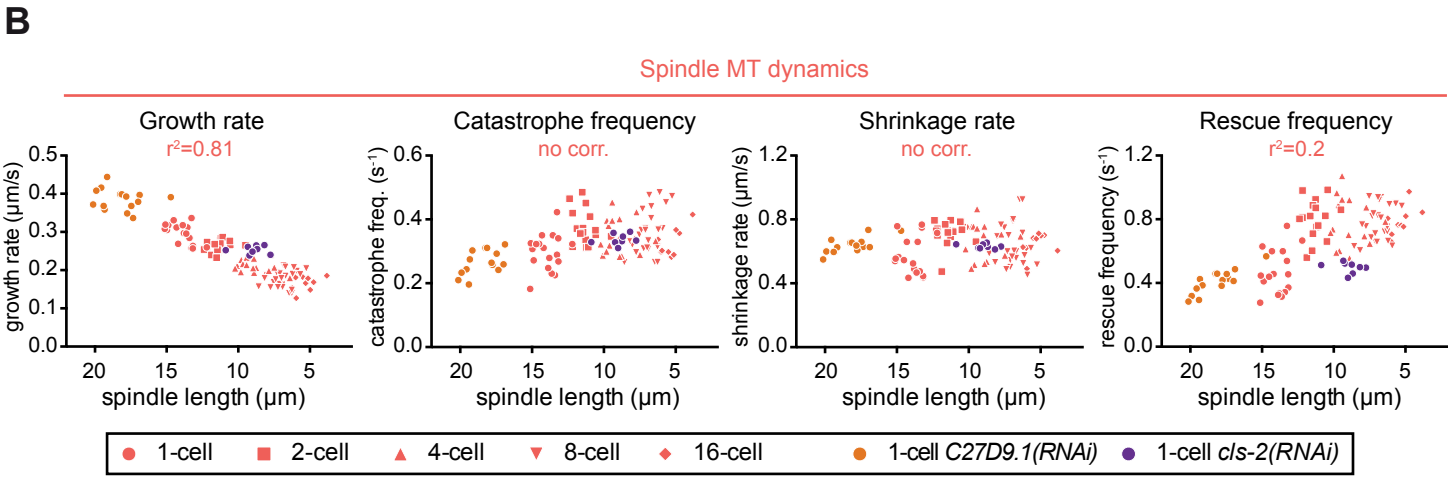 B
Spindle MT dynamics
Growth rate
r²=0.81
growth rate (µm/s)
0.5
0.4
0.3
0.2
0.1
0.0
20 15 10 5
spindle length (µm)
Catastrophe frequency
no corr.
catastophe freq. (s⁻¹)
0.6
0.4
0.2
0.0
20 15 10 5
spindle length (µm)
Shrinkage rate
no corr.
shrinkage rate (µm/s)
1.2
0.8
0.4
0.0
20 15 10 5
spindle length (µm)
Rescue frequency
r²=0.2
rescue frequency (s⁻¹)
1.2
0.8
0.4
0.0
20 15 10 5
spindle length (µm)
1-cell 2-cell 4-cell 8-cell 16-cell 1-cell C27D9.1(RNAi) 1-cell cls-2(RNAi)